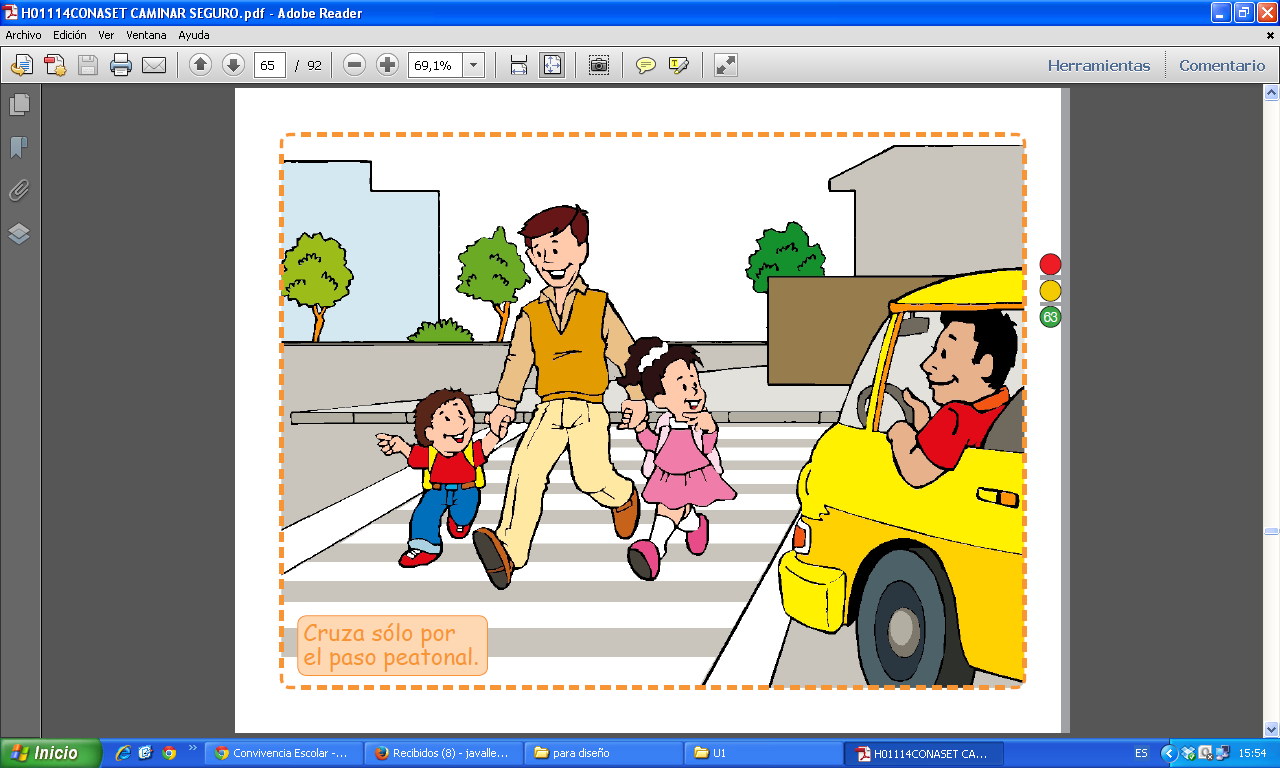 H01114CONASET CAMINAR SEGURO.pdf - Adobe Reader
Archivo Edición Ver Ventana Ayuda
65 / 92 69,1% Herramientas Comentario
63
Cruza sólo por
el paso peatonal.
Inicio » Convivencia Escolar -... Recibidos (8) - javalle... para diseño U1 H01114CONASET CA... ES 15:54